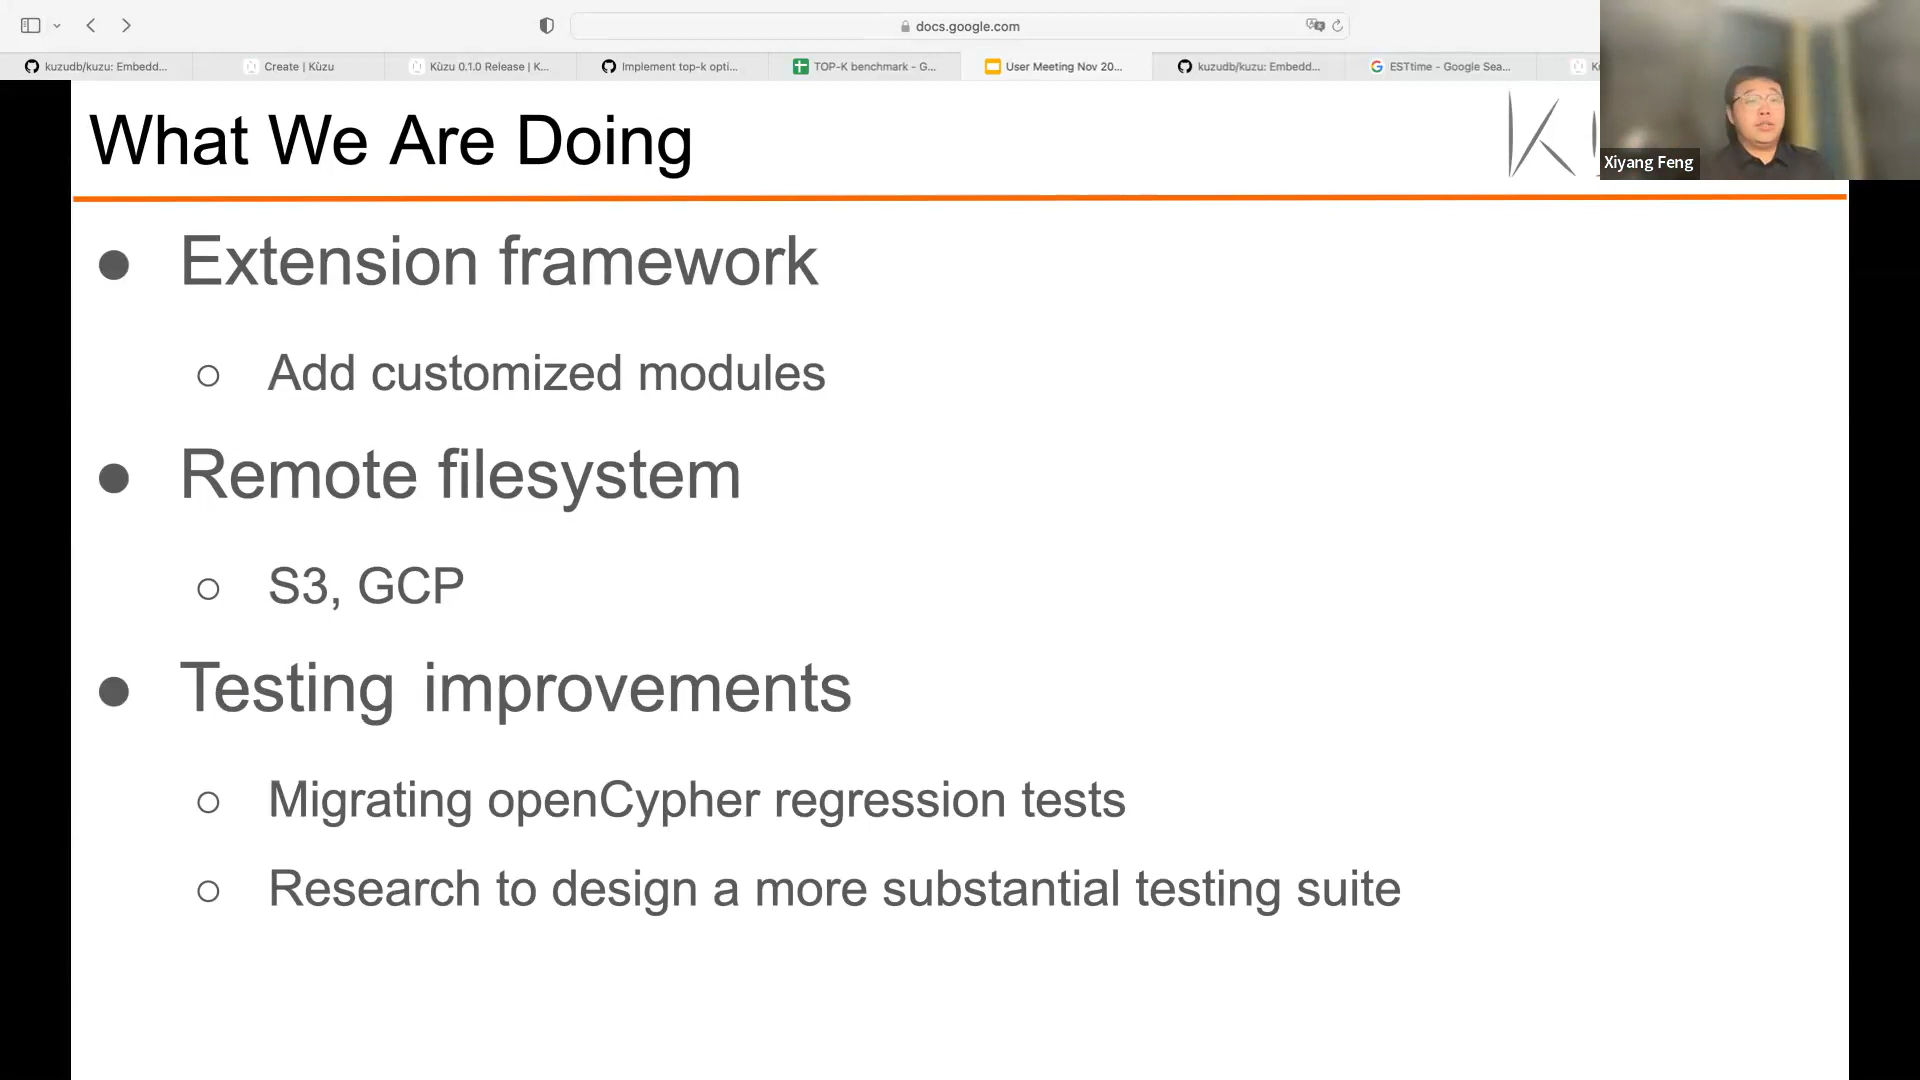 docs.google.com
kuzudb/kuzu: Embedd...
Create | Kùzu
Kùzu 0.1.0 Release | K...
Implement top-k opti...
TOP-K benchmark - G...
User Meeting Nov 20...
kuzudb/kuzu: Embedd...
ESTtime - Google Sea...
What We Are Doing
Xiyang Feng
● Extension framework
○ Add customized modules
● Remote filesystem
○ S3, GCP
● Testing improvements
○ Migrating openCypher regression tests
○ Research to design a more substantial testing suite